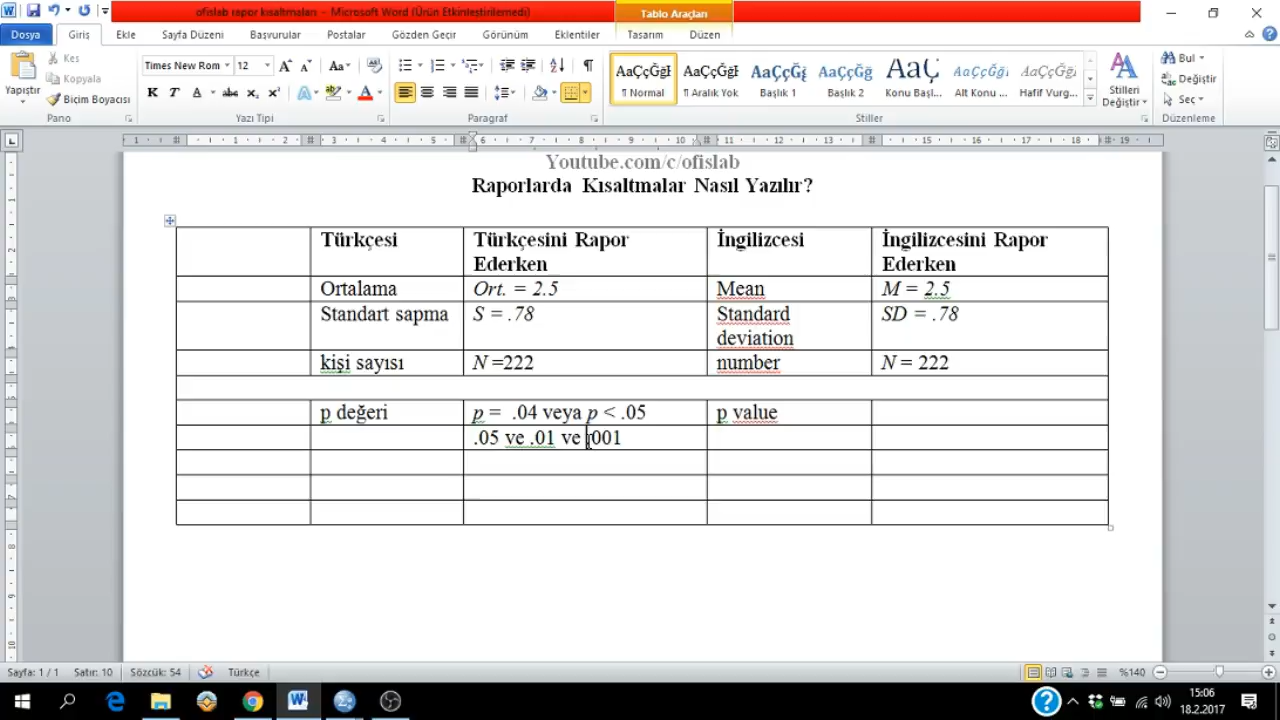 ofislab rapor kısaltmaları - Microsoft Word (Ürün Etkinleştirilemedi)
Tablo Araçları
Dosya Giriş Ekle Sayfa Düzeni Başvurular Postalar Gözden Geçir Görünüm Eklentiler Tasarım Düzen
Yapıştır
Kes
Kopyala
Biçim Boyacısı
Pano
Times New Rom 12
K T A abc x₂ x²
Yazı Tipi
Paragraf
AaÇçĞğI AaÇçĞğI AaÇçĞğ AaÇçĞğ AaÇ AaÇçĞği AaÇçĞği
¶ Normal ¶ Aralık Yok Başlık 1 Başlık 2 Konu Başl... Alt Konu ... Hafif Vurg...
Stilleri Değiştir
Stiller
Bul
Değiştir
Seç
Düzenleme
Youtube.com/c/ofislab
Raporlarda Kısaltmalar Nasıl Yazılır?
Türkçesi Türkçesini Rapor İngilizcesi İngilizcesini Rapor
Ederken Ederken
Ortalama Ort. = 2.5 Mean M = 2.5
Standart sapma S = .78 Standard SD = .78
deviation
kişi sayısı N =222 number N = 222
p değeri p = .04 veya p < .05 p value
.05 ve .01 ve .001
Sayfa: 1 / 1 Satır: 10 Sözcük: 54 Türkçe %140
15:06
18.2.2017